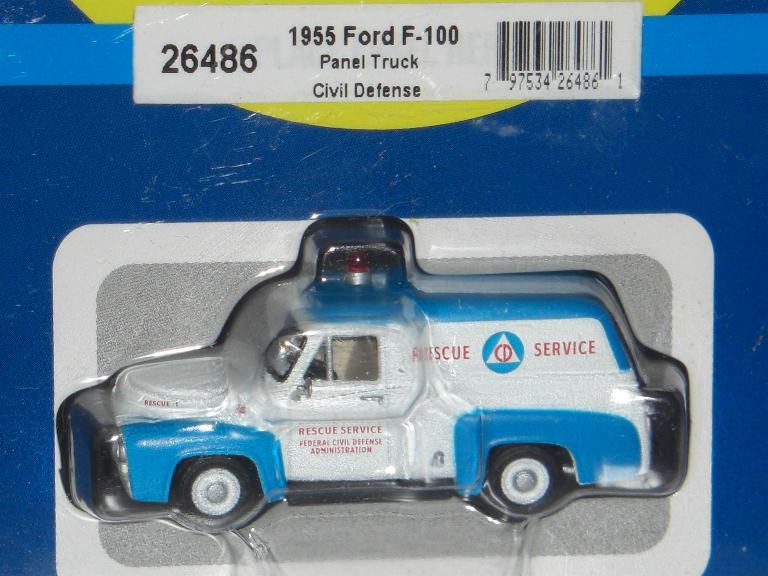 26486
1955 Ford F-100
Panel Truck
Civil Defense
7 97534 26486 1
RESCUE CD SERVICE
RESCUE -1
RESCUE SERVICE
FEDERAL CIVIL DEFENSE
ADMINISTRATION